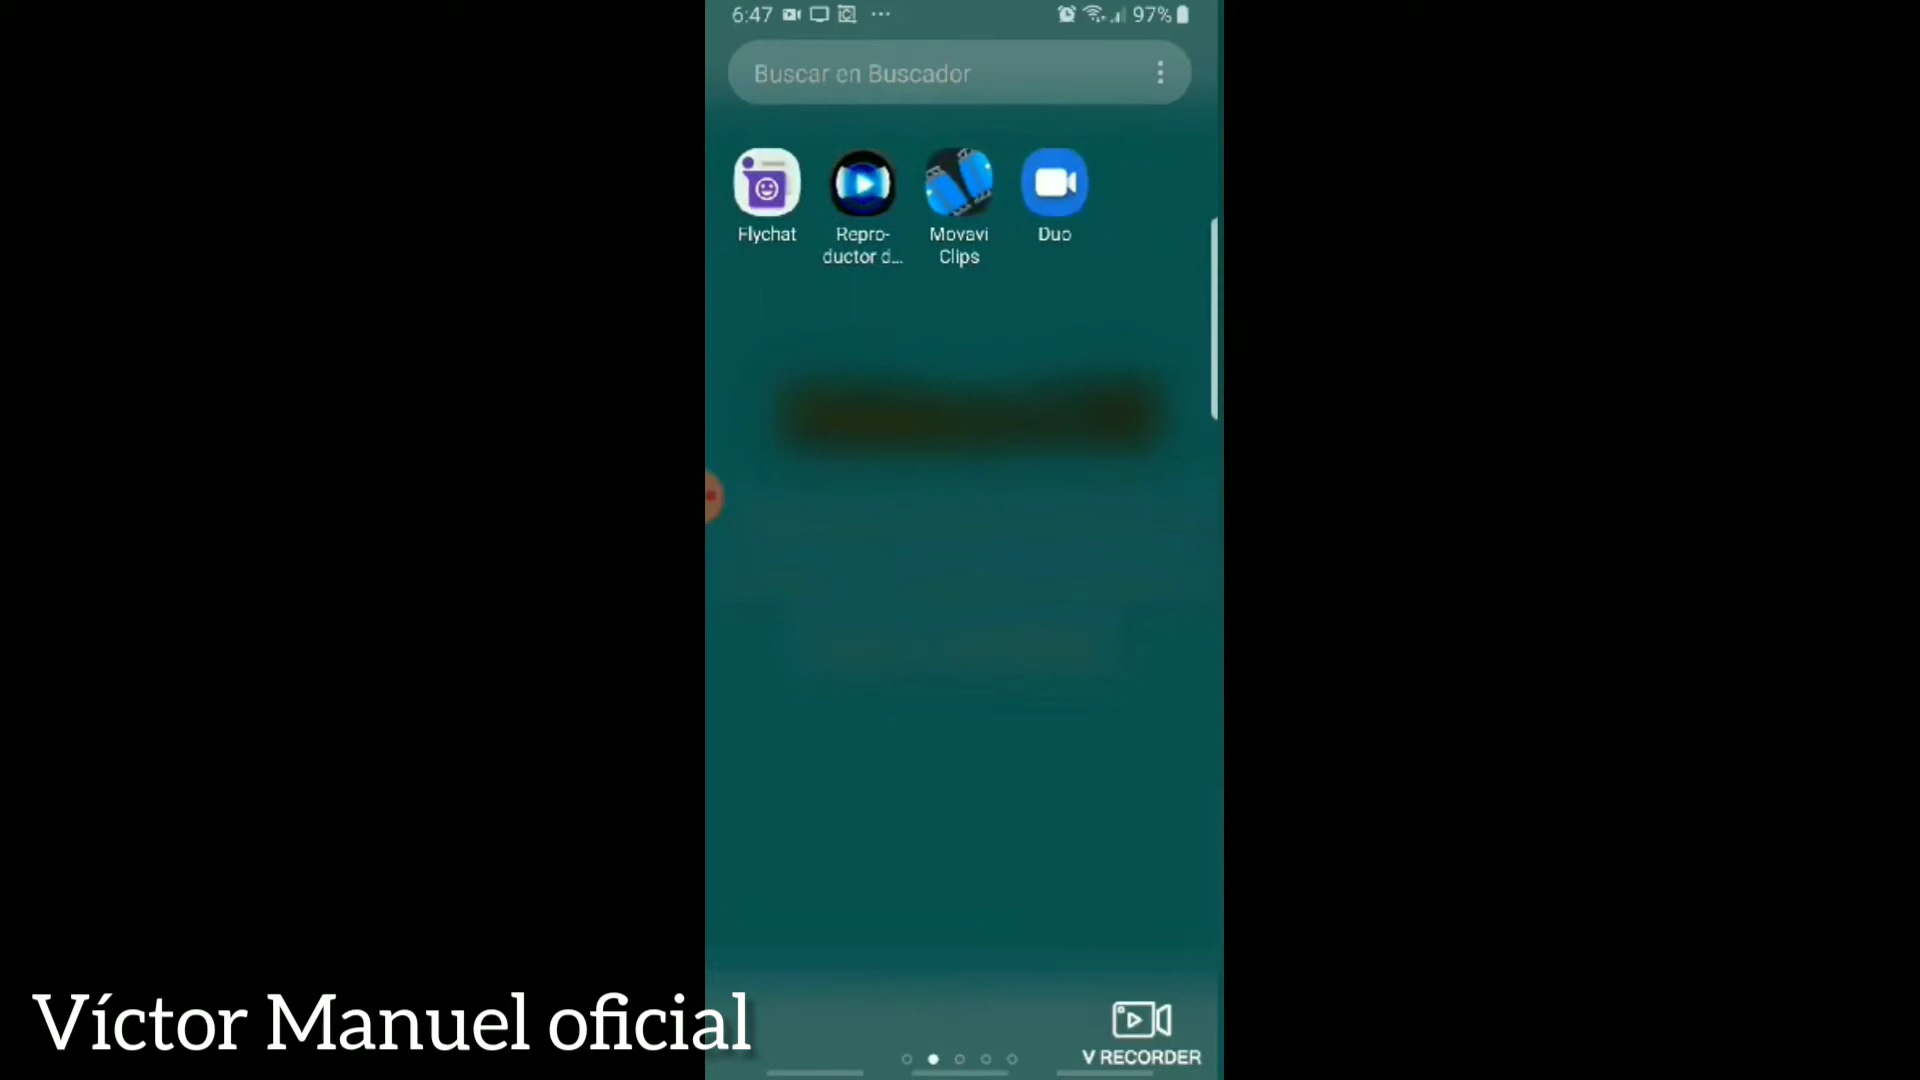 6:47 97%
Buscar en Buscador
Flychat
Repro-
ductor d...
Movavi
Clips
Duo
Víctor Manuel oficial
V RECORDER